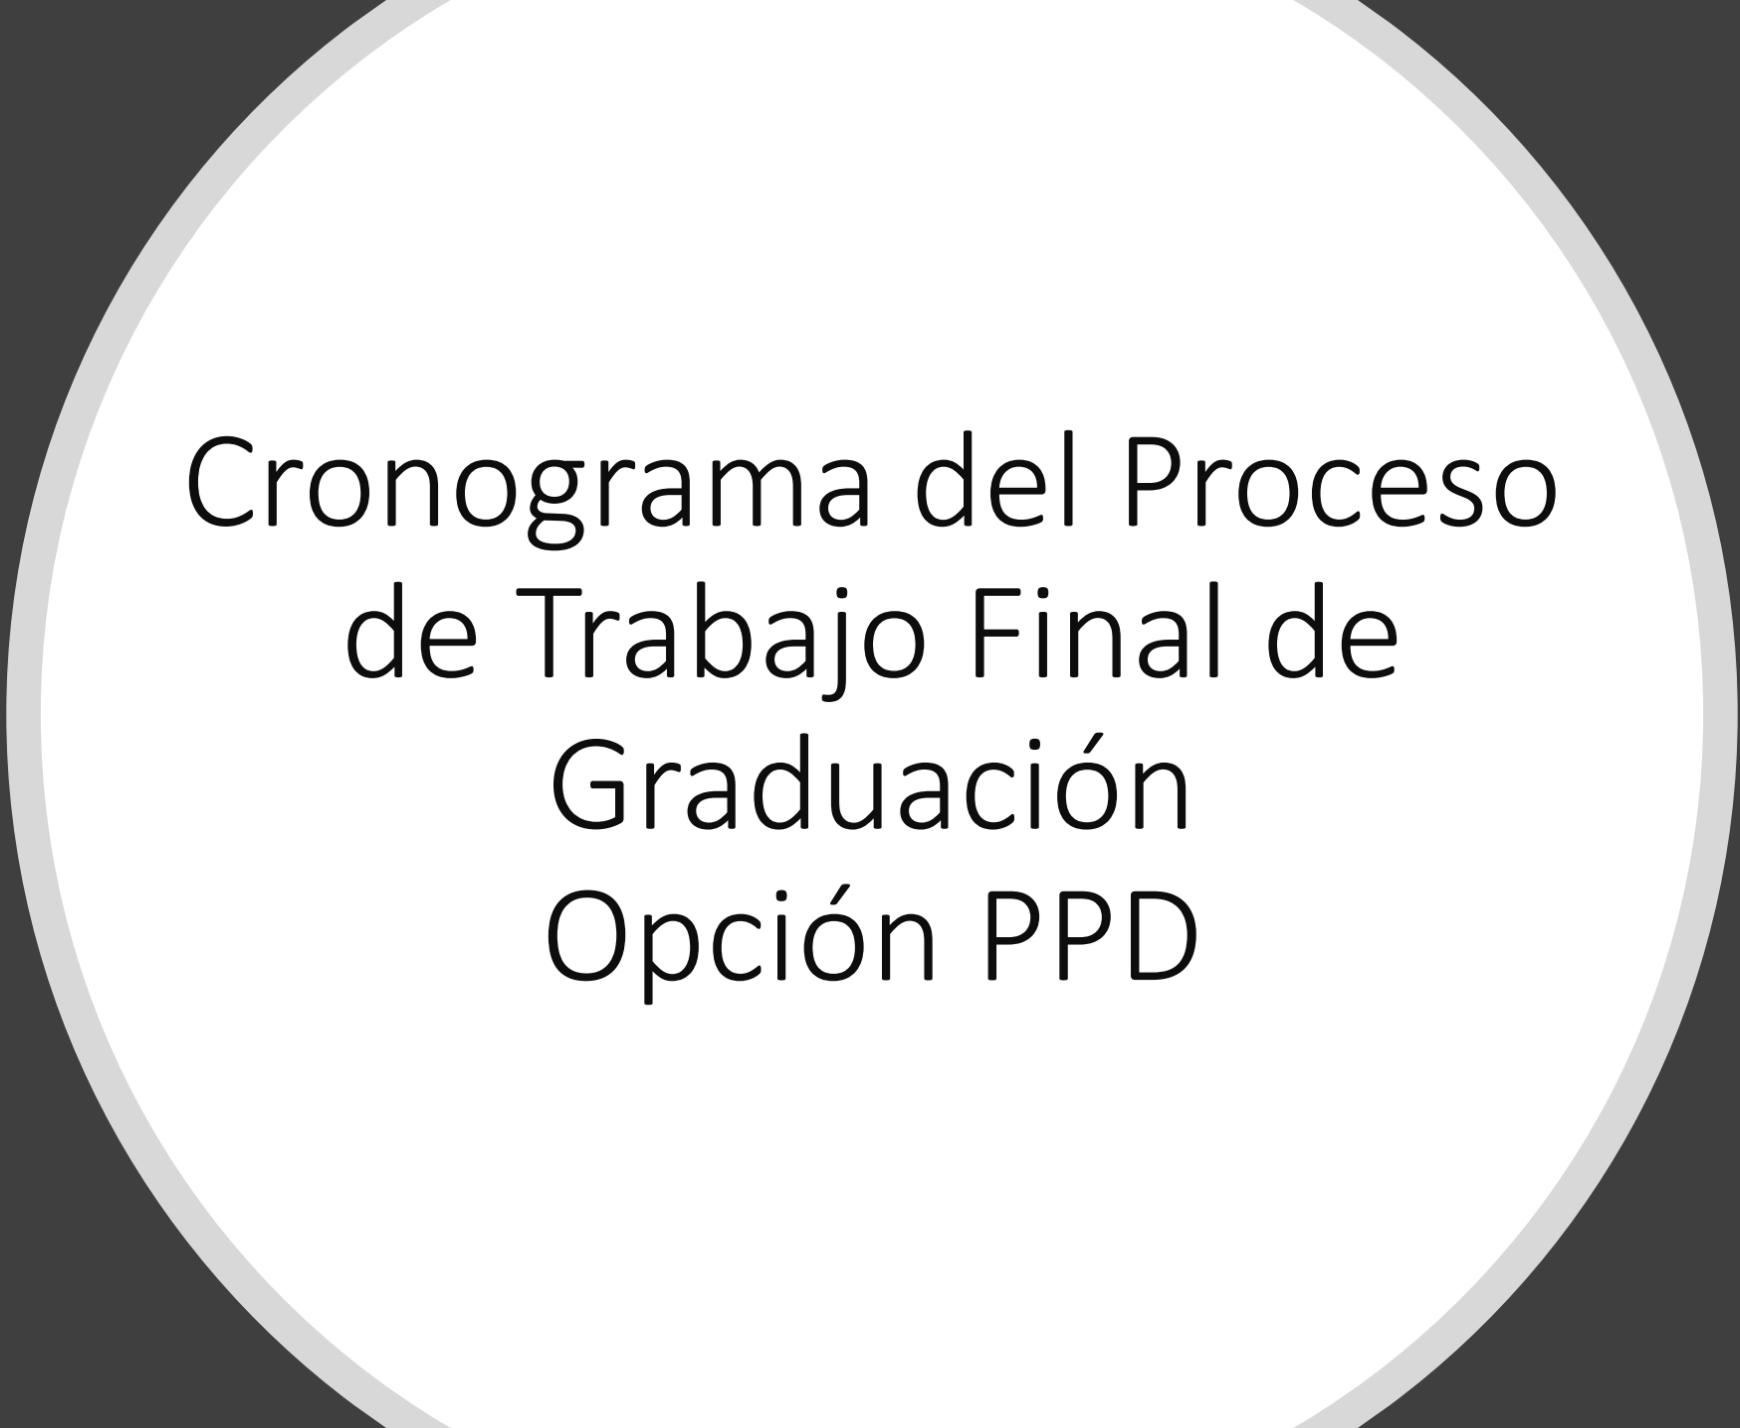 Cronograma del Proceso
de Trabajo Final de
Graduación
Opción PPD